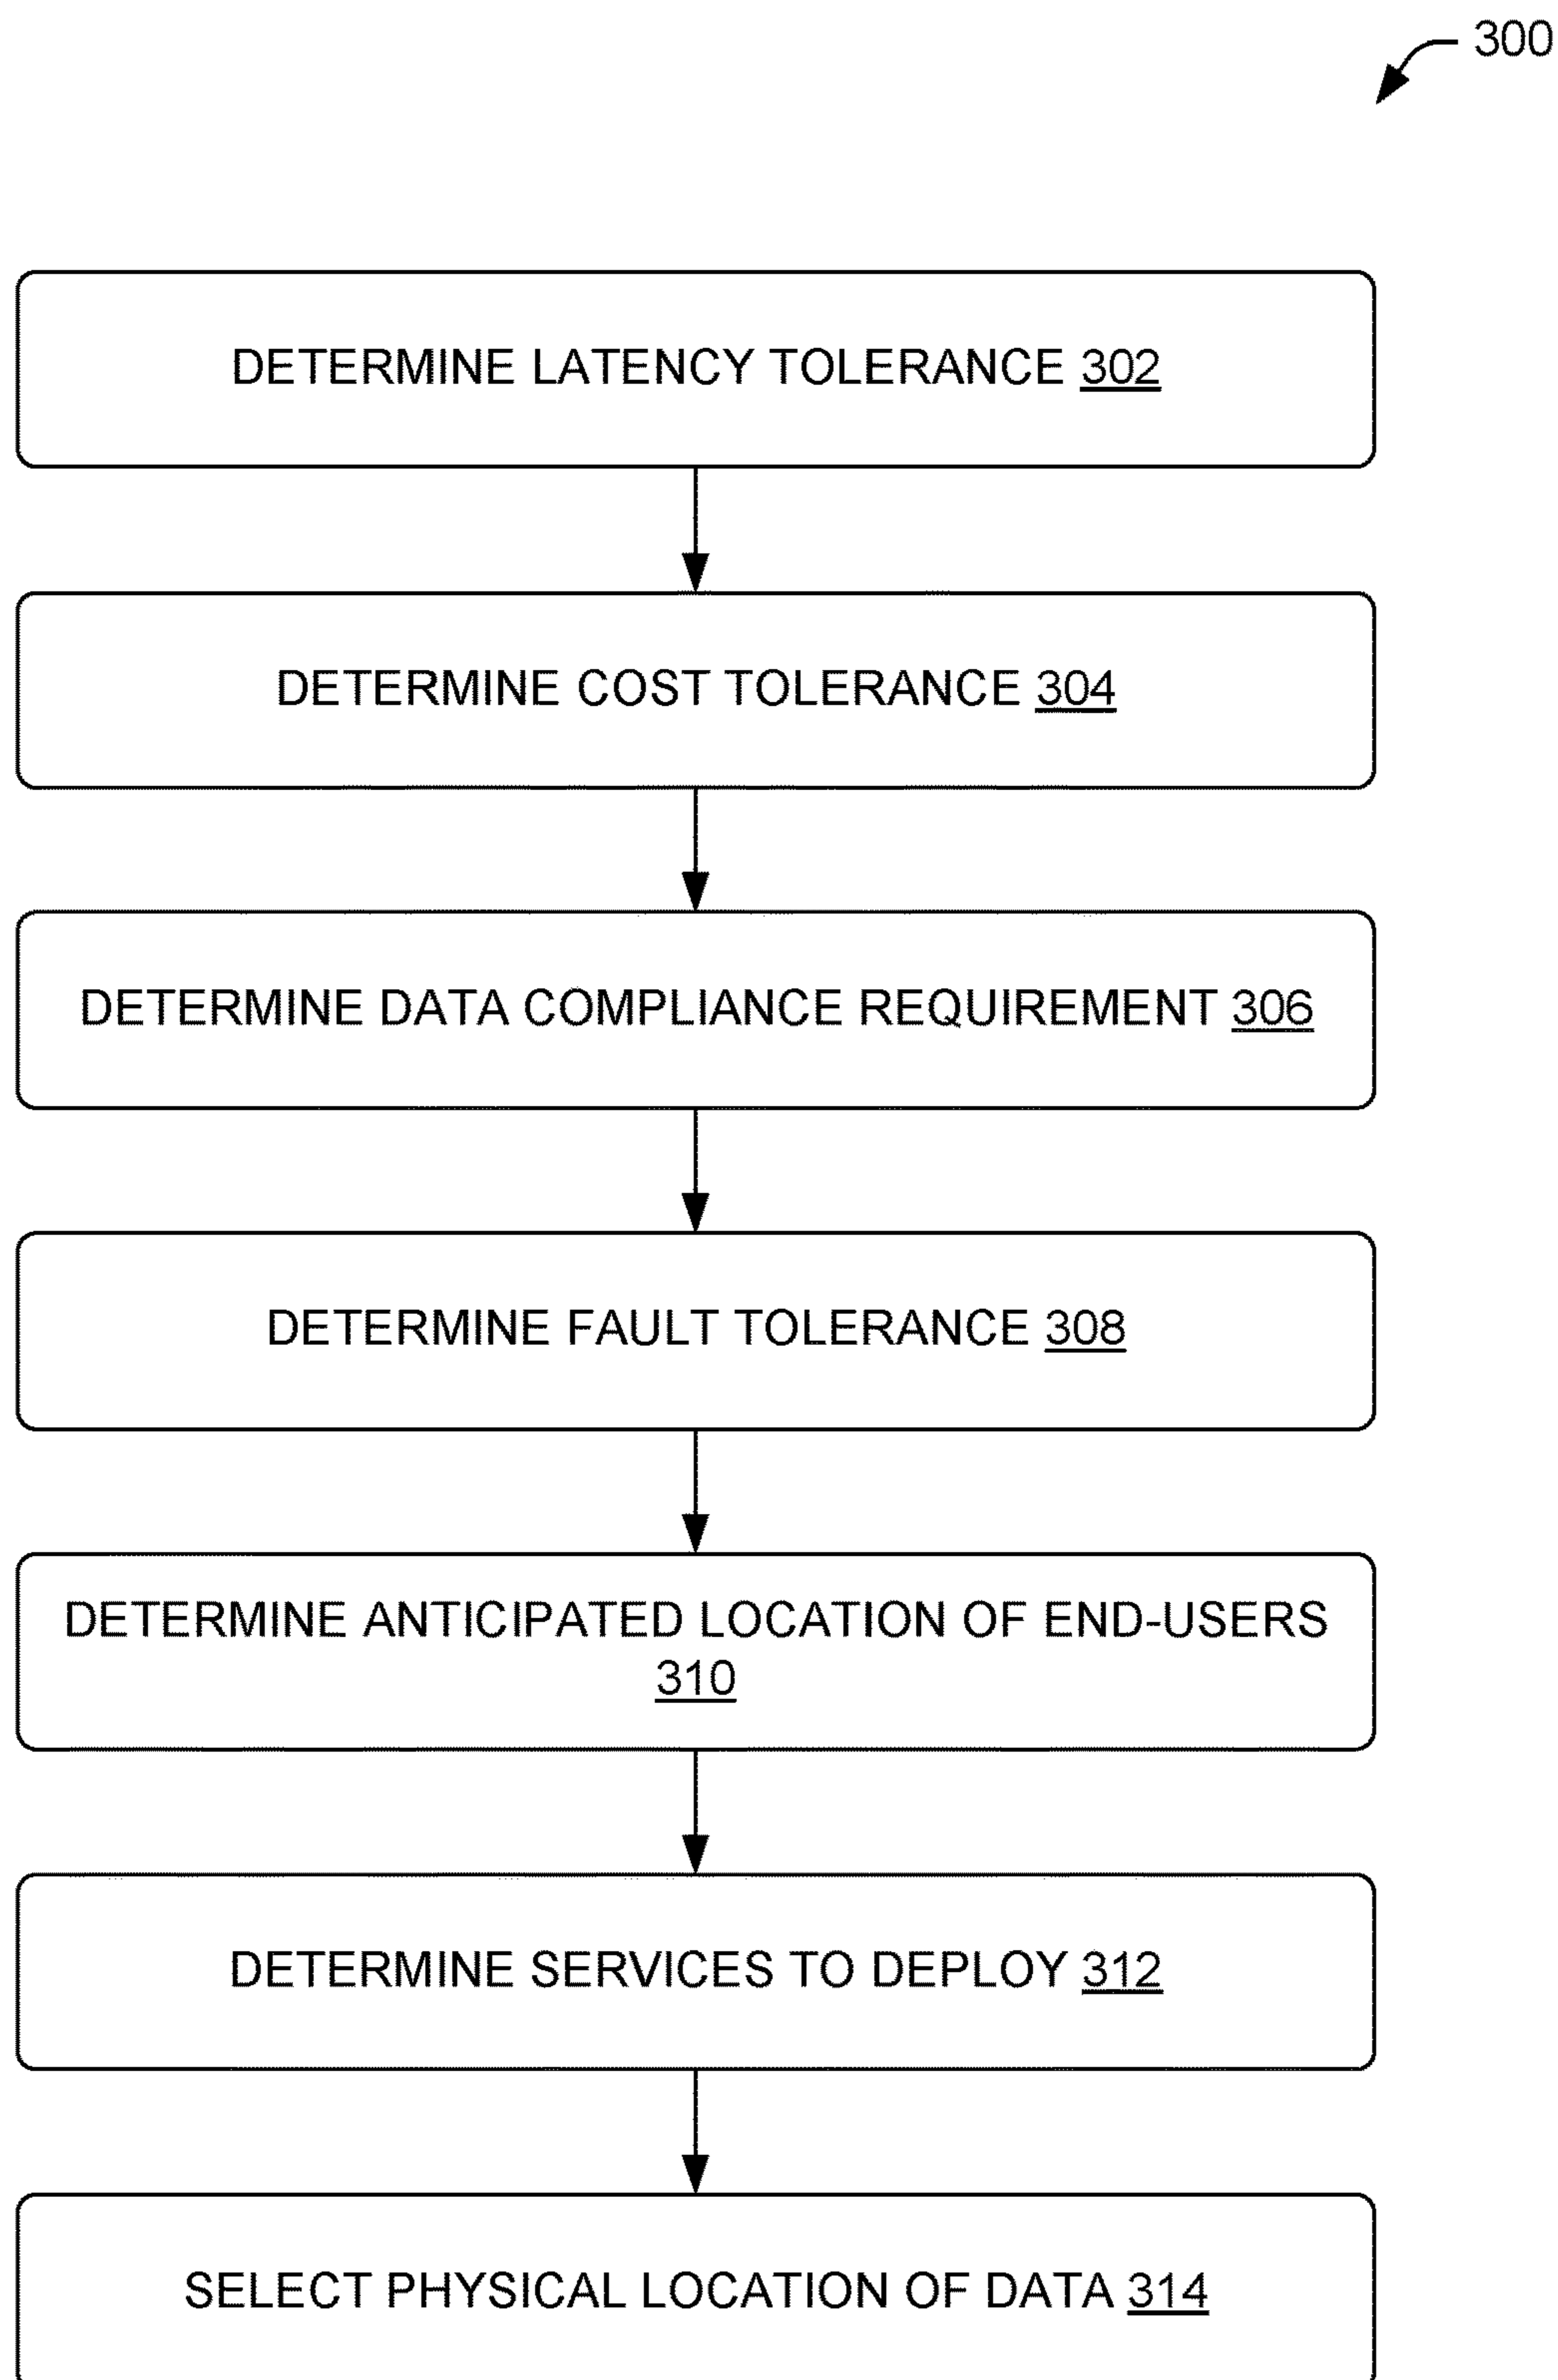 300
DETERMINE LATENCY TOLERANCE 302
DETERMINE COST TOLERANCE 304
DETERMINE DATA COMPLIANCE REQUIREMENT 306
DETERMINE FAULT TOLERANCE 308
DETERMINE ANTICIPATED LOCATION OF END-USERS
310
DETERMINE SERVICES TO DEPLOY 312
SELECT PHYSICAL LOCATION OF DATA 314